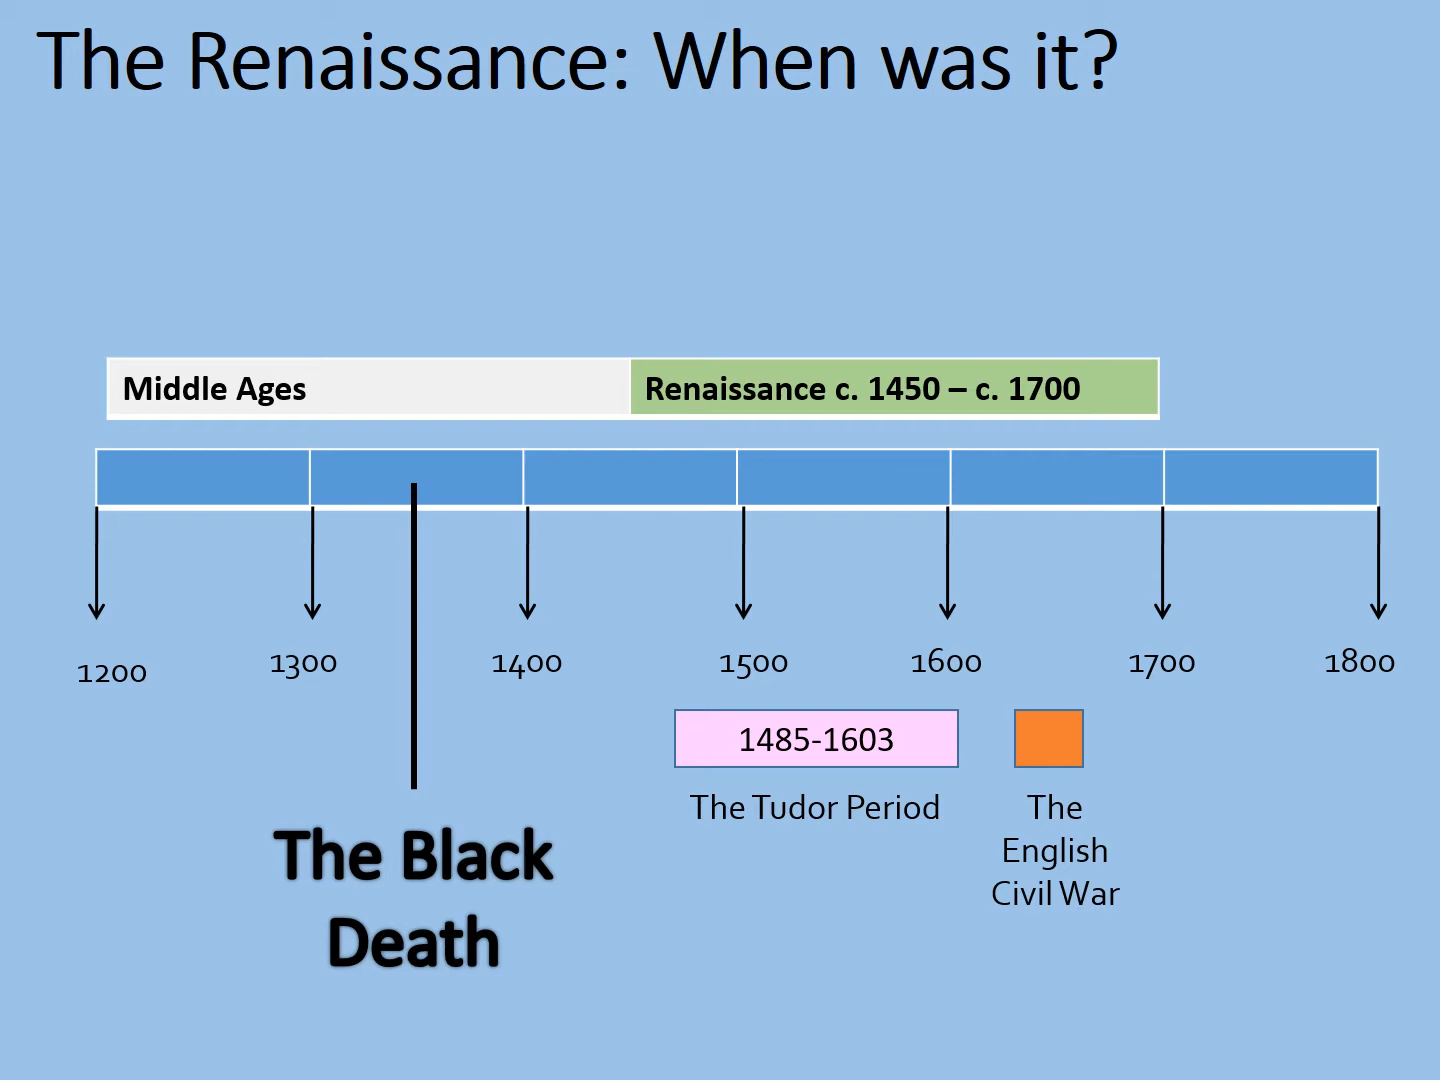 The Renaissance: When was it?
Middle Ages
Renaissance c. 1450 – c. 1700
1200
1300
1400
1500
1600
1700
1800
1485-1603
The Tudor Period
The
English
Civil War
The Black
Death